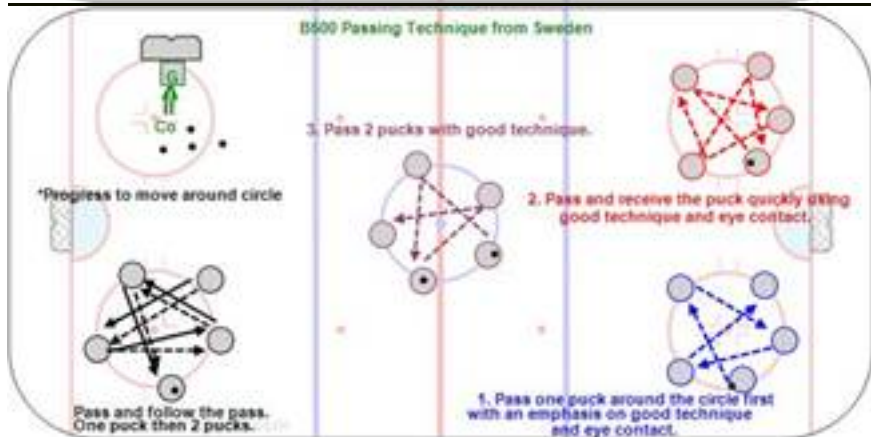 B500 Passing Technique from Sweden
G
Co
3. Pass 2 pucks with good technique.
*Progress to move around circle
2. Pass and receive the puck quickly using
good technique and eye contact.
Pass and follow the pass.
One puck then 2 pucks.
1. Pass one puck around the circle first
with an emphasis on good technique
and eye contact.